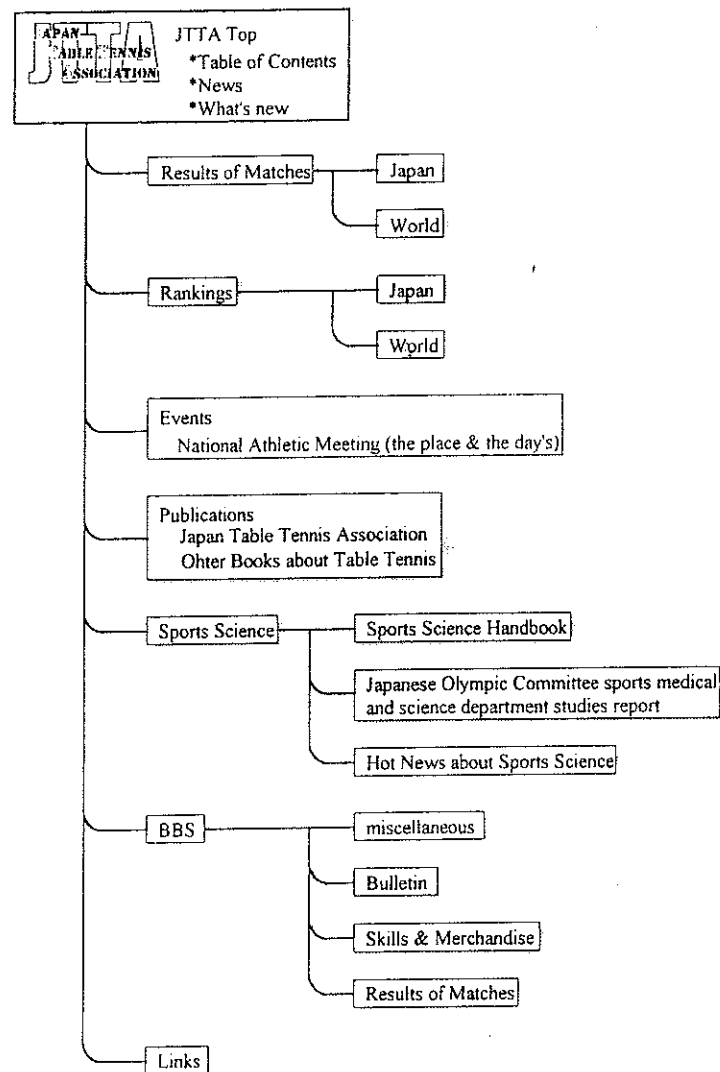 JAPAN
TABLE TENNIS
ASSOCIATION
JTTA
JTTA Top
*Table of Contents
*News
*What's new
Results of Matches
Japan
World
Rankings
Japan
World
Events
National Athletic Meeting (the place & the day's)
Publications
Japan Table Tennis Association
Ohter Books about Table Tennis
Sports Science
Sports Science Handbook
Japanese Olympic Committee sports medical
and science department studies report
Hot News about Sports Science
BBS
miscellaneous
Bulletin
Skills & Merchandise
Results of Matches
Links